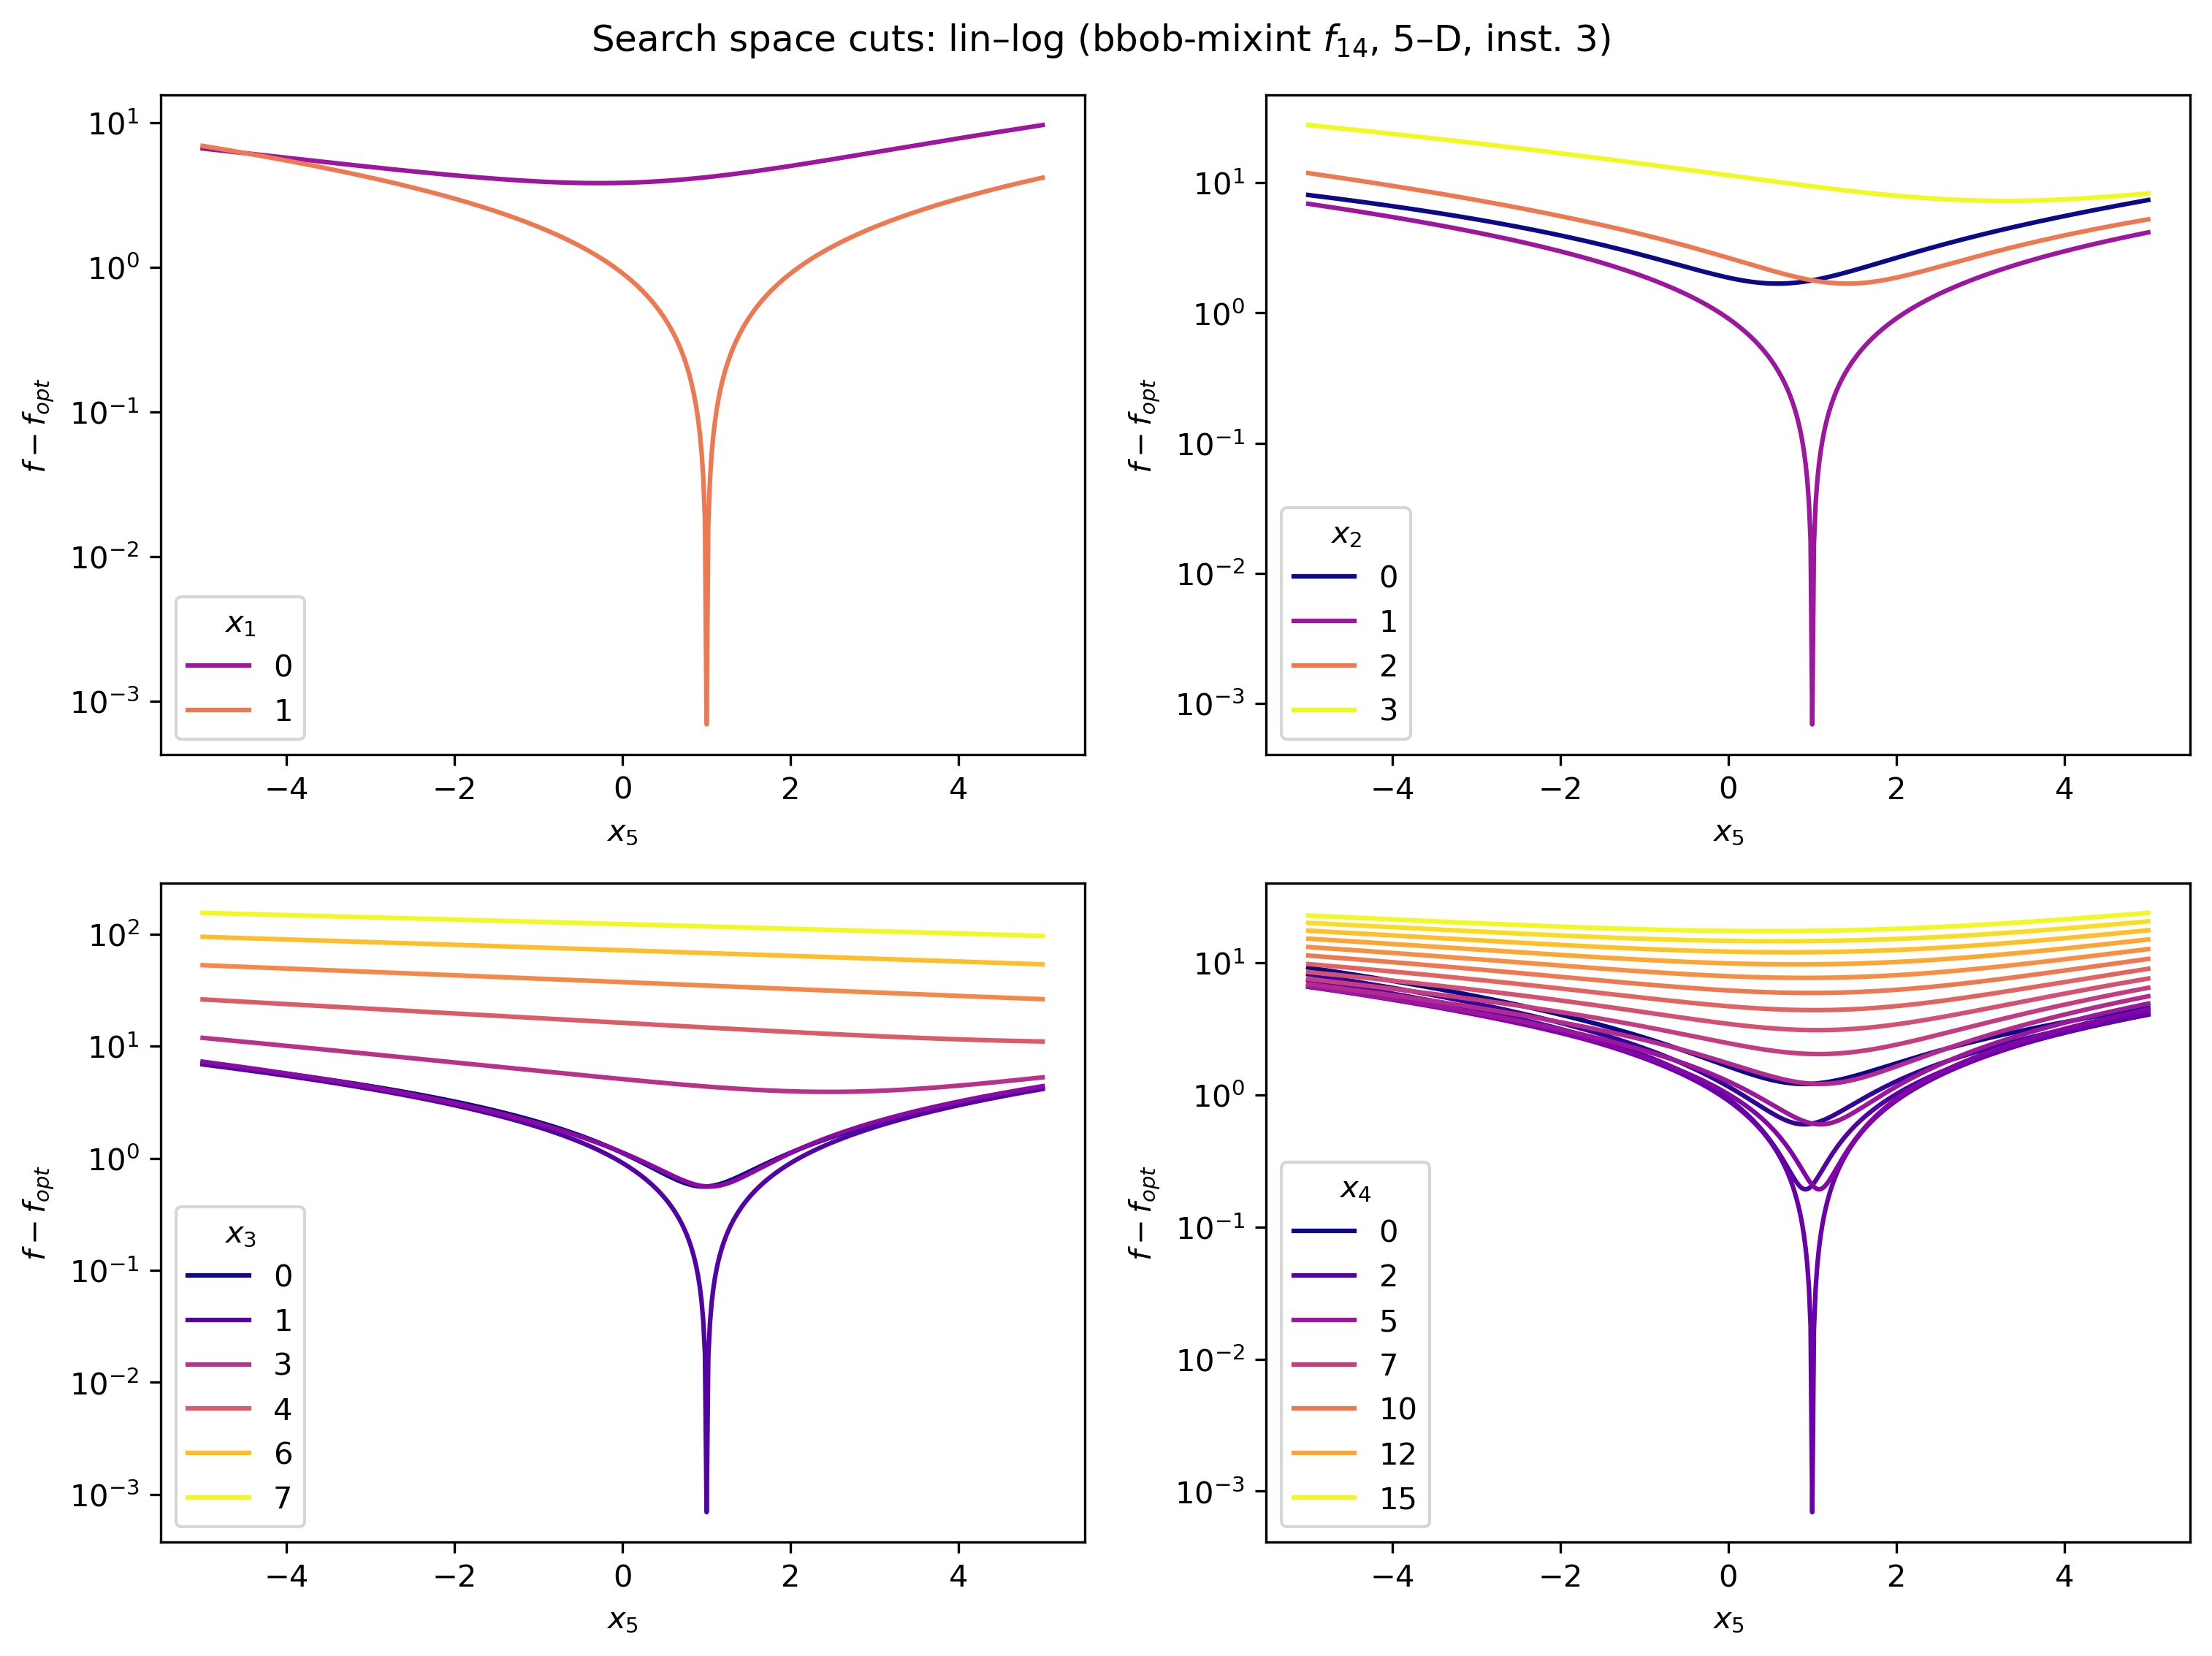 Search space cuts: lin–log (bbob-mixint f14, 5–D, inst. 3)
10^1
10^0
10^−1
10^−2
10^−3
f − fopt
−4 −2 0 2 4
x5
x1
0
1
10^1
10^0
10^−1
10^−2
10^−3
f − fopt
−4 −2 0 2 4
x5
x2
0
1
2
3
10^2
10^1
10^0
10^−1
10^−2
10^−3
f − fopt
−4 −2 0 2 4
x5
x3
0
1
3
4
6
7
10^1
10^0
10^−1
10^−2
10^−3
f − fopt
−4 −2 0 2 4
x5
x4
0
2
5
7
10
12
15